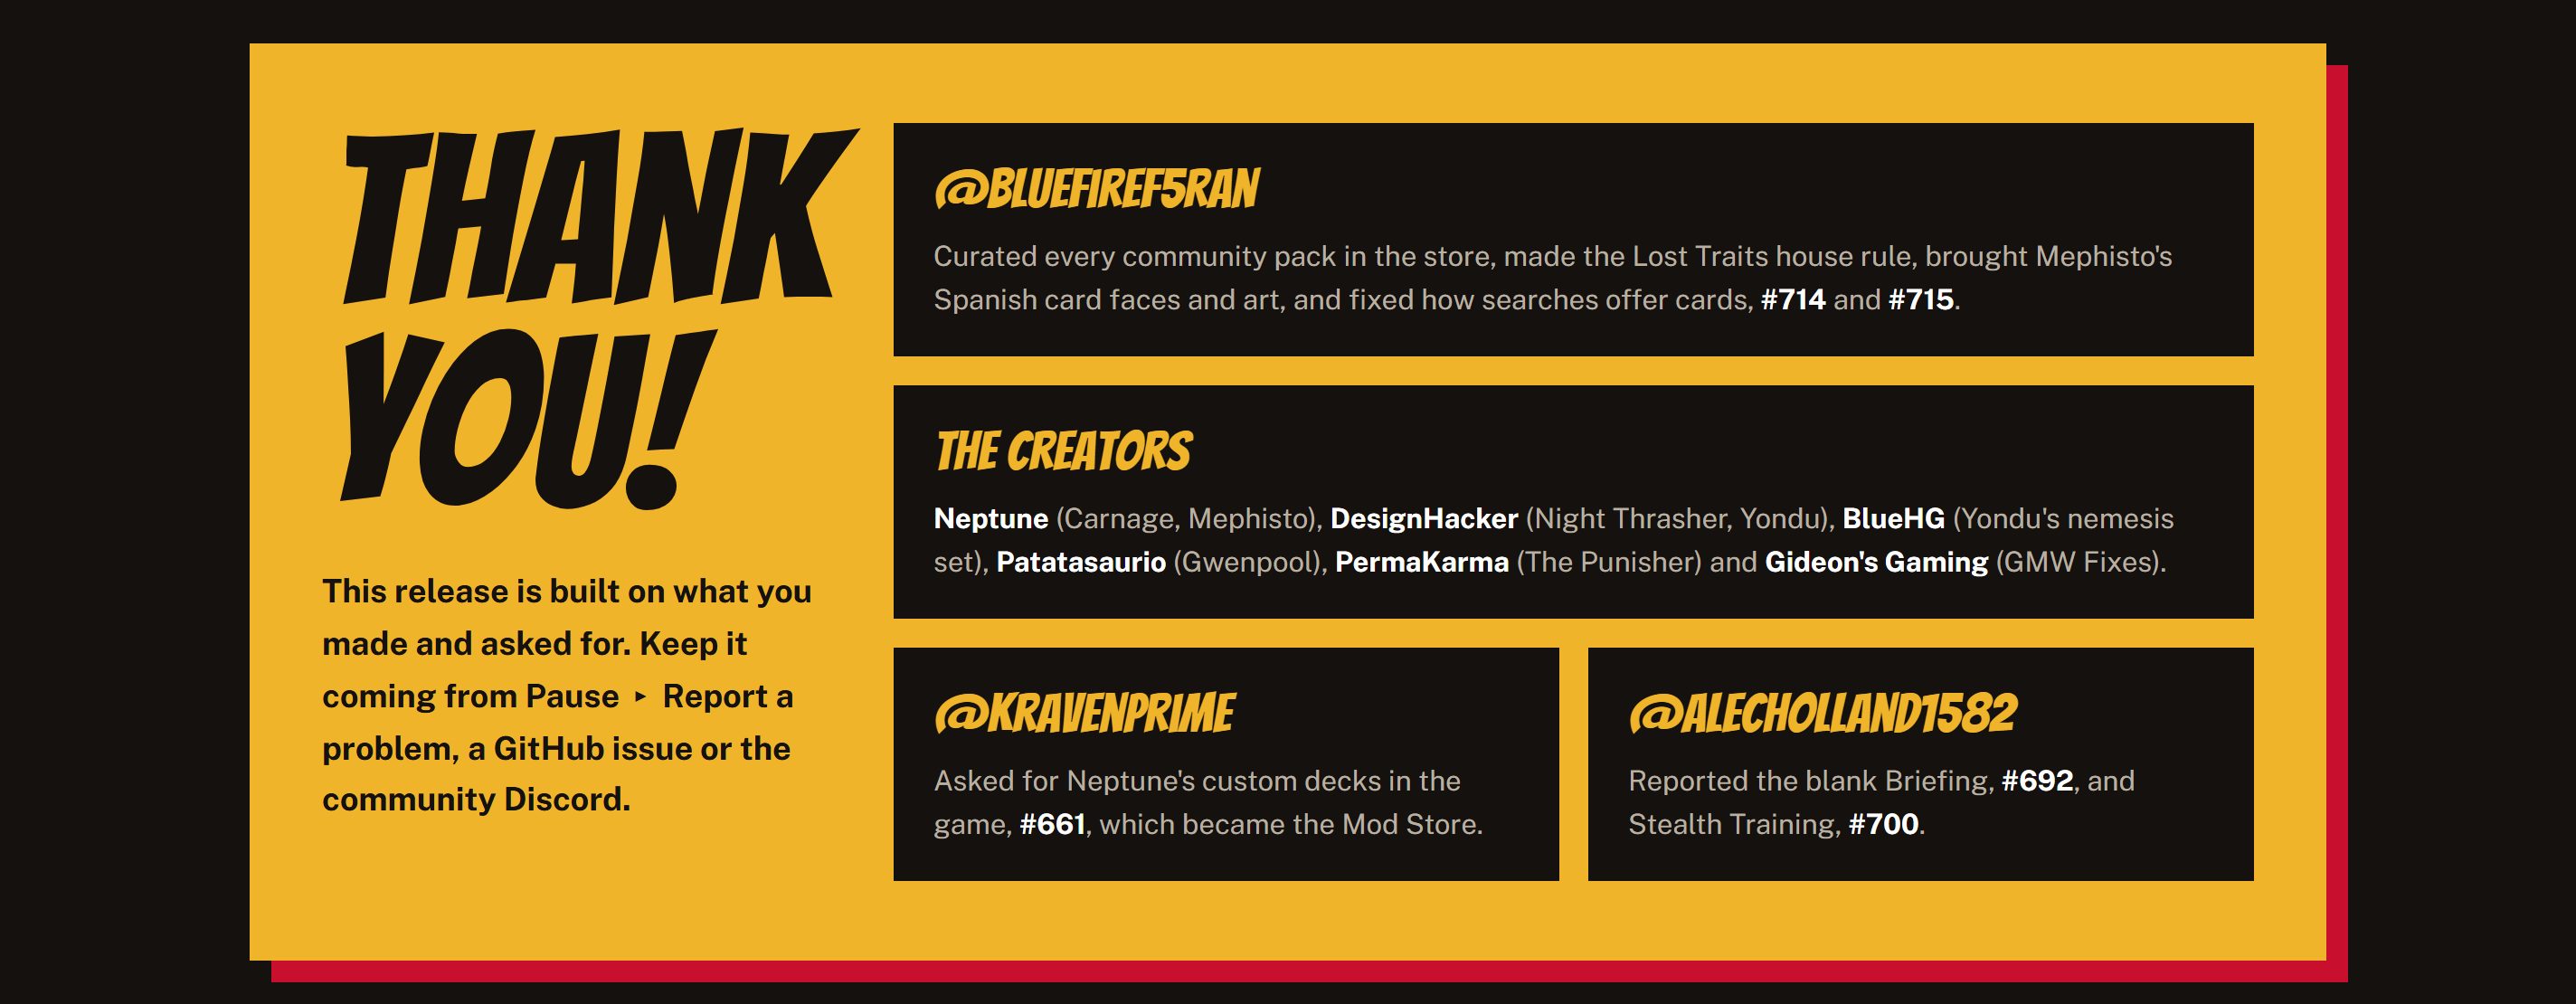 THANK
YOU!
This release is built on what you
made and asked for. Keep it
coming from Pause ▸ Report a
problem, a GitHub issue or the
community Discord.
@BLUEFIREF5RAN
Curated every community pack in the store, made the Lost Traits house rule, brought Mephisto's
Spanish card faces and art, and fixed how searches offer cards, #714 and #715.
THE CREATORS
Neptune (Carnage, Mephisto), DesignHacker (Night Thrasher, Yondu), BlueHG (Yondu's nemesis
set), Patatasaurio (Gwenpool), PermaKarma (The Punisher) and Gideon's Gaming (GMW Fixes).
@KRAVENPRIME
Asked for Neptune's custom decks in the
game, #661, which became the Mod Store.
@ALECHOLLAND1582
Reported the blank Briefing, #692, and
Stealth Training, #700.